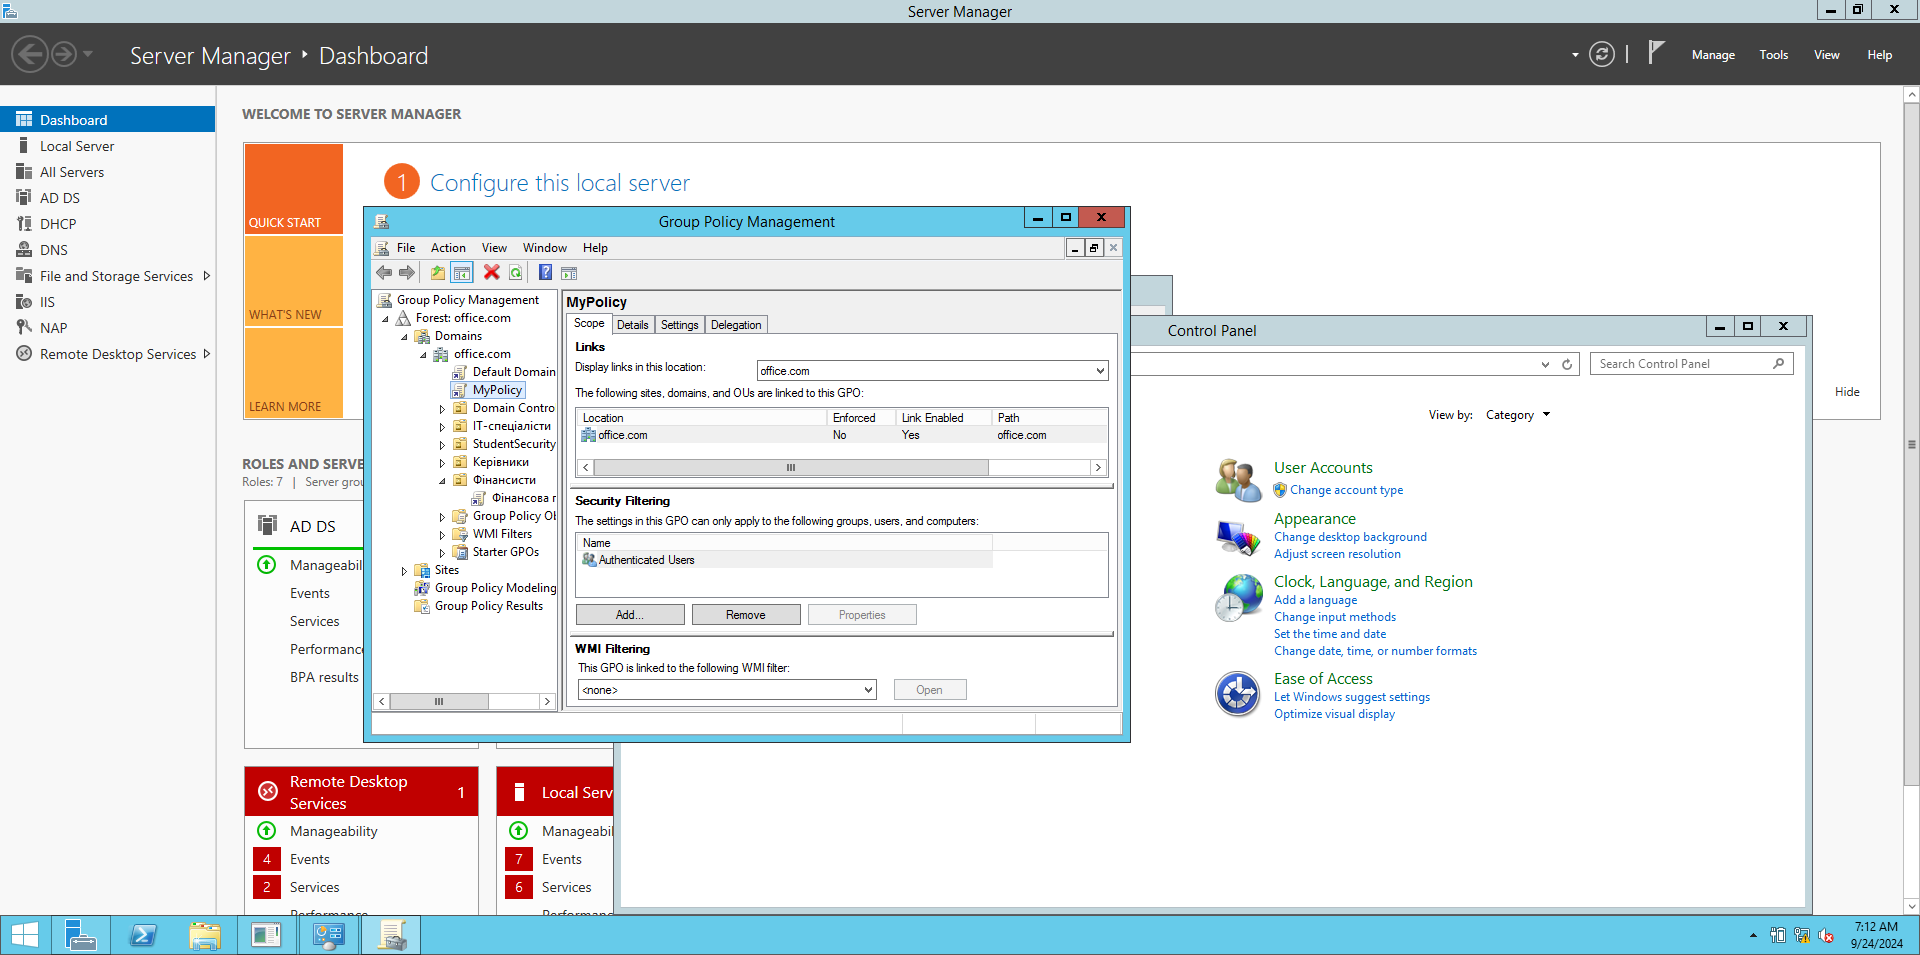 Server Manager
Server Manager
Dashboard
Manage
Tools
View
Help
Dashboard
Local Server
All Servers
AD DS
DHCP
DNS
File and Storage Services
IIS
NAP
Remote Desktop Services
WELCOME TO SERVER MANAGER
QUICK START
WHAT'S NEW
LEARN MORE
1
Configure this local server
Hide
ROLES AND SERVE
Roles: 7 | Server grou
AD DS
Manageabil
Events
Services
Performance
BPA results
Remote Desktop
Services
1
Manageability
4 Events
2 Services
Performance
Local Serv
Manageabil
7 Events
6 Services
Performanc
Group Policy Management
File
Action
View
Window
Help
Group Policy Management
Forest: office.com
Domains
office.com
Default Domain
MyPolicy
Domain Contro
ІТ-спеціалісти
StudentSecurity
Керівники
Фінансисти
Фінансова п
Group Policy Ob
WMI Filters
Starter GPOs
Sites
Group Policy Modeling
Group Policy Results
MyPolicy
Scope
Details
Settings
Delegation
Links
Display links in this location:
office.com
The following sites, domains, and OUs are linked to this GPO:
Location
Enforced
Link Enabled
Path
office.com
No
Yes
office.com
Security Filtering
The settings in this GPO can only apply to the following groups, users, and computers:
Name
Authenticated Users
Add...
Remove
Properties
WMI Filtering
This GPO is linked to the following WMI filter:
<none>
Open
Control Panel
Search Control Panel
View by:
Category
User Accounts
Change account type
Appearance
Change desktop background
Adjust screen resolution
Clock, Language, and Region
Add a language
Change input methods
Set the time and date
Change date, time, or number formats
Ease of Access
Let Windows suggest settings
Optimize visual display
7:12 AM
9/24/2024